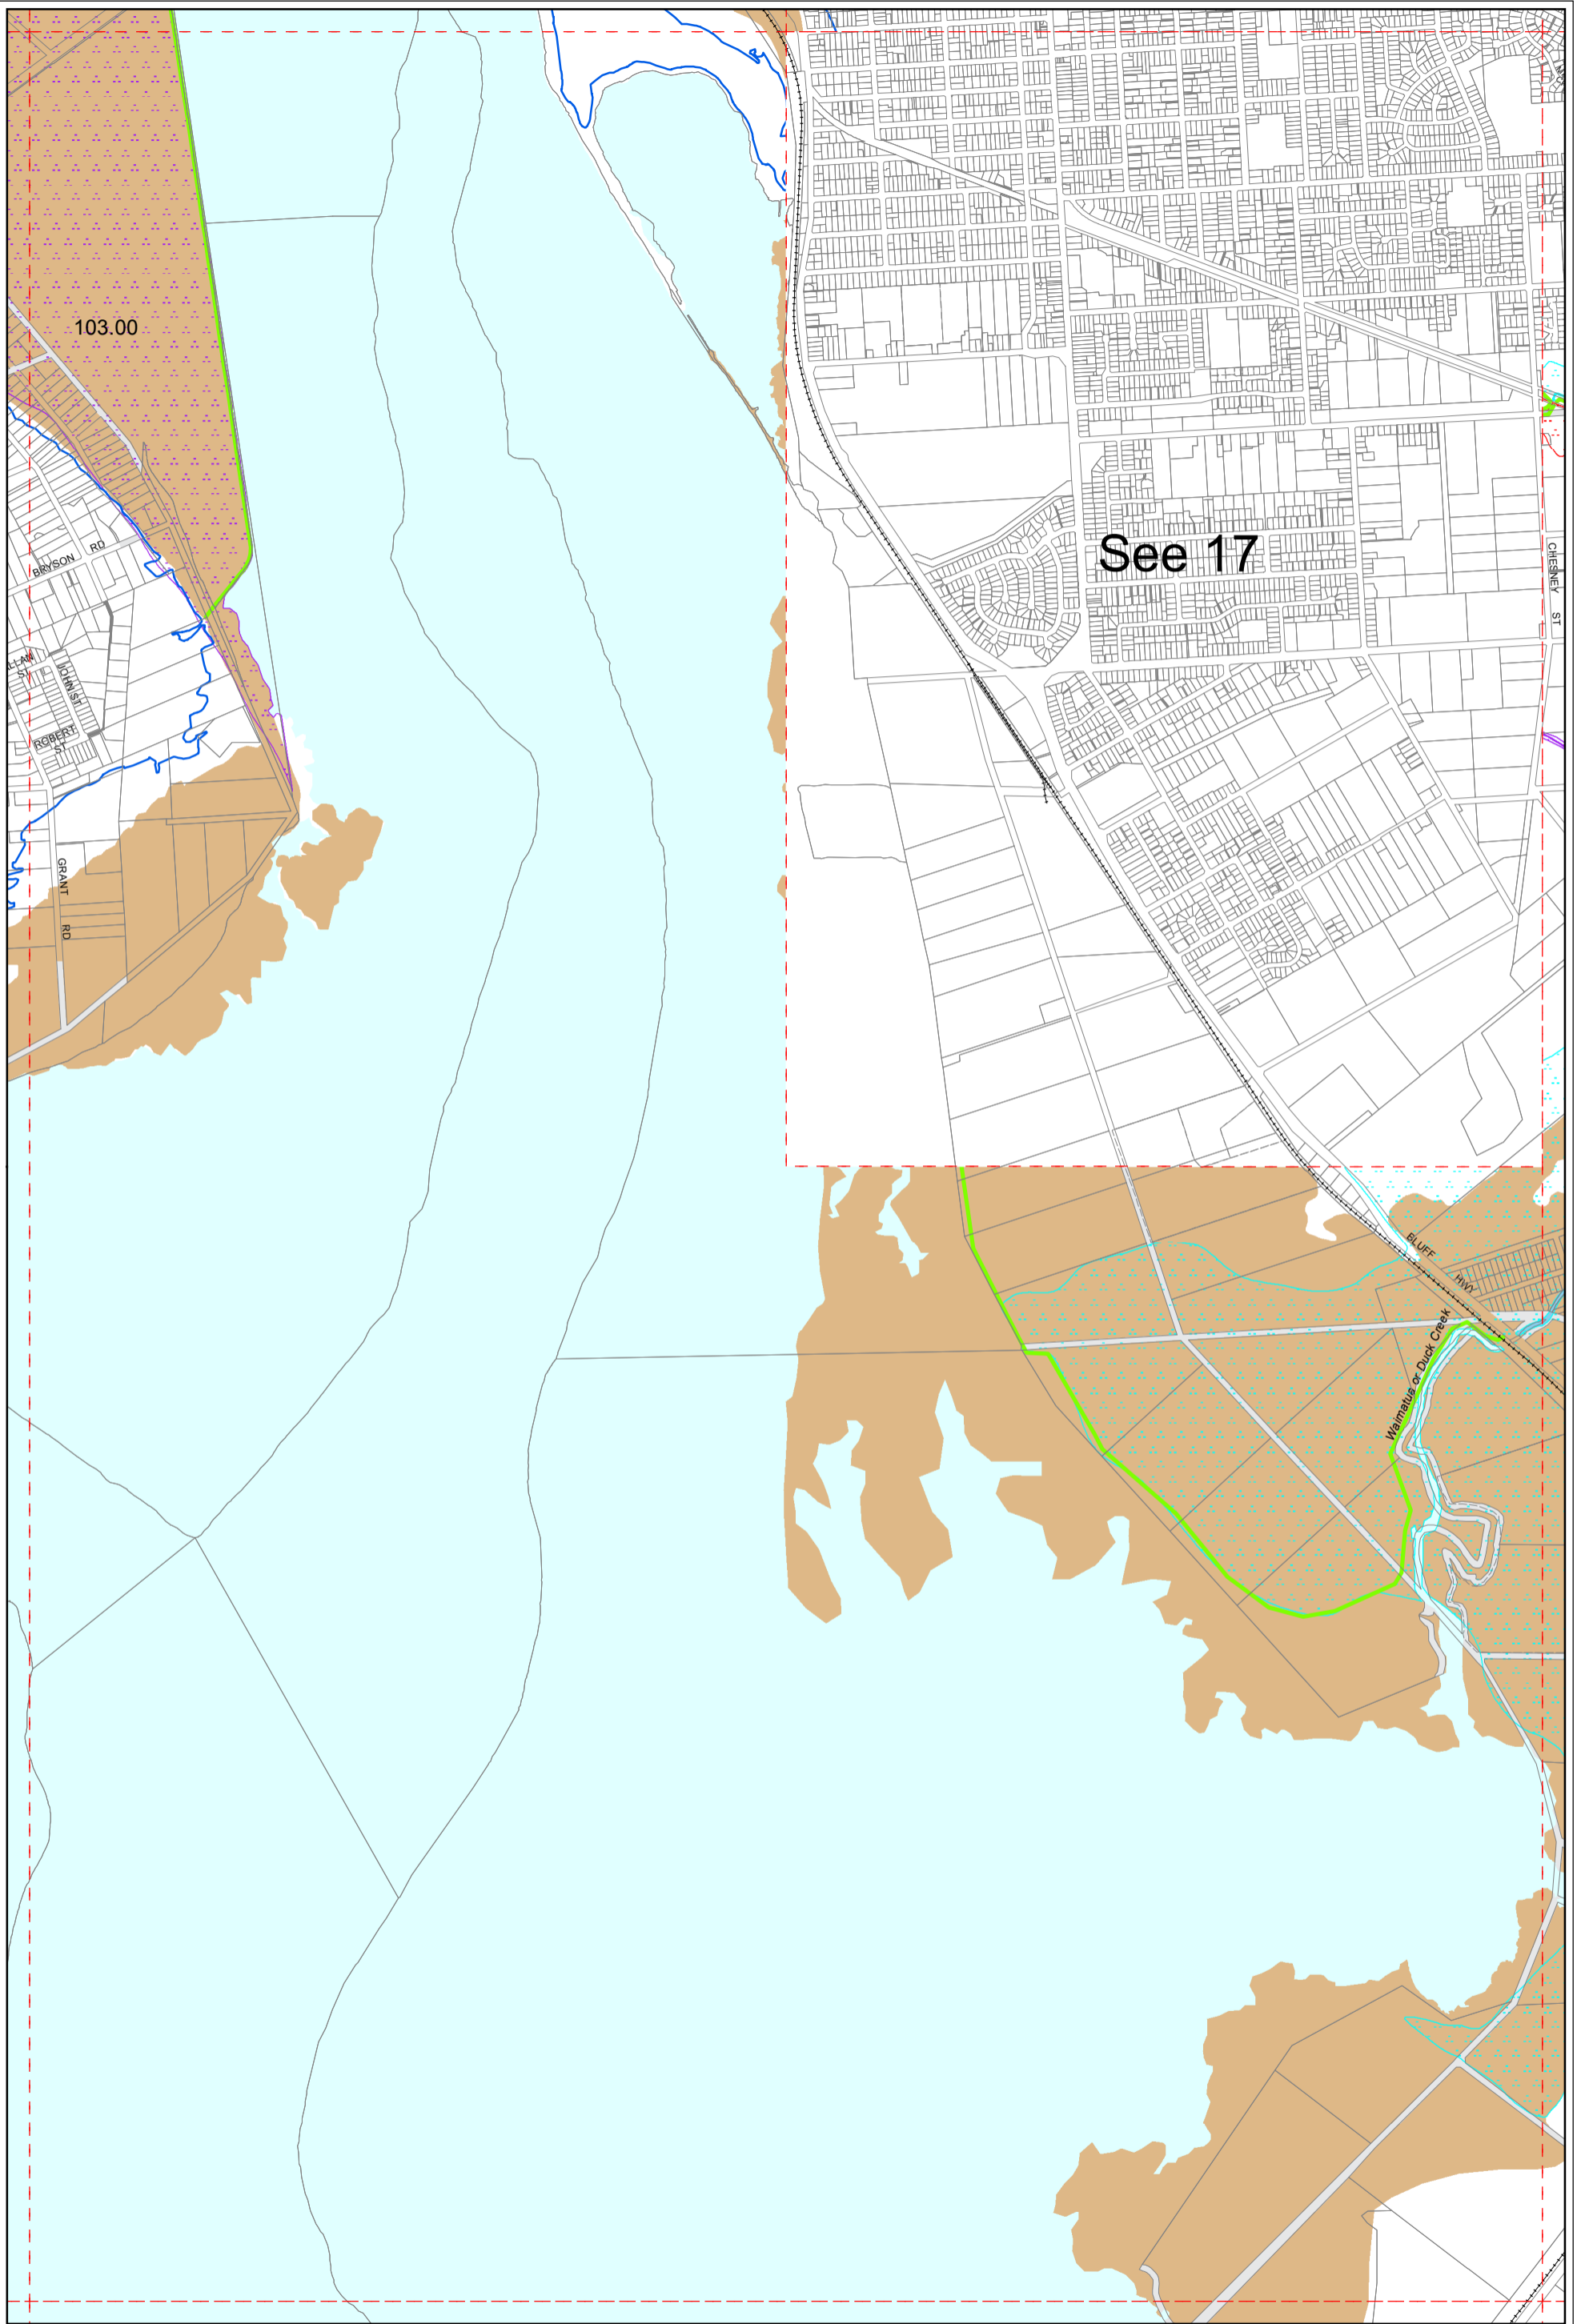 103.00
BRYSON RD
JOHN ST
ROBERT
ST
GRANT RD
See 17
CHESNEY ST
BLUFF HWY
Waimatua or Duck Creek